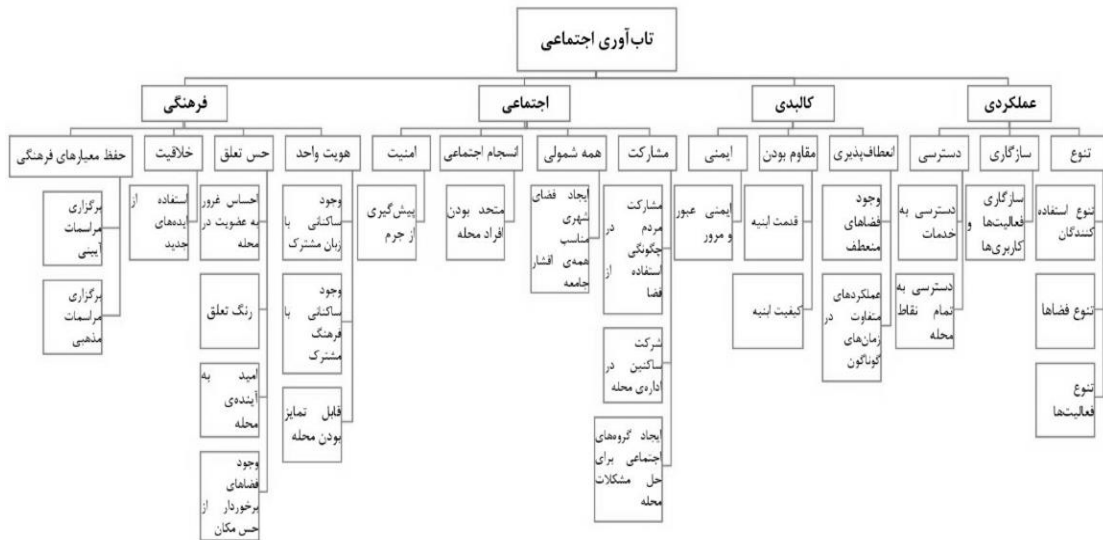 تاب‌آوری اجتماعی
عملکردی
تنوع
تنوع استفاده
کنندگان
تنوع فضاها
تنوع
فعالیت‌ها
سازگاری
سازگاری
فعالیت‌ها و
کاربری‌ها
دسترسی
دسترسی به
خدمات
دسترسی به
تمام نقاط
محله
کالبدی
انعطاف‌پذیری
وجود
فضاهای
منعطف
عملکردهای
متفاوت در
زمان‌های
گوناگون
مقاوم بودن
قدمت ابنیه
کیفیت ابنیه
ایمنی
ایمنی عبور
و مرور
اجتماعی
مشارکت
مشارکت
مردم در
چگونگی
استفاده از
فضا
شرکت
ساکنین در
اداره‌ی محله
ایجاد گروه‌های
اجتماعی برای
حل مشکلات
محله
همه شمولی
ایجاد فضای
شهری
مناسب
همه‌ی اقشار
جامعه
انسجام اجتماعی
متحد بودن
افراد محله
امنیت
پیش‌گیری
از جرم
فرهنگی
هویت واحد
وجود
ساکنانی با
زبان مشترک
وجود
ساکنانی با
فرهنگ
مشترک
قابل تمایز
بودن محله
حس تعلق
احساس غرور
به عضویت در
محله
رنگ تعلق
امید به
آینده‌ی
محله
وجود
فضاهای
برخوردار از
حس مکان
خلاقیت
استفاده از
ایده‌های
جدید
حفظ معیارهای فرهنگی
برگزاری
مراسمات
آیینی
برگزاری
مراسمات
مذهبی